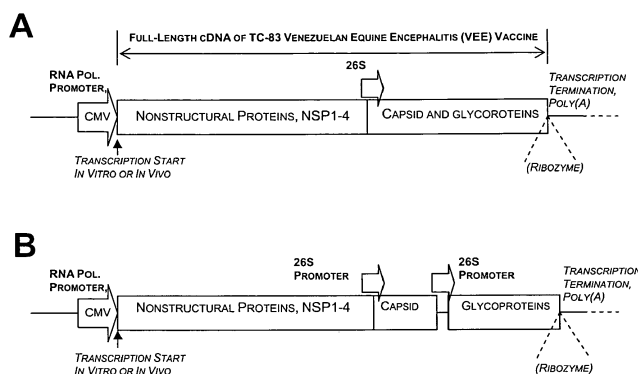 A
FULL-LENGTH CDNA OF TC-83 VENEZUELAN EQUINE ENCEPHALITIS (VEE) VACCINE
26S
RNA POL.
PROMOTER,
TRANSCRIPTION
TERMINATION,
POLY(A)
CMV
NONSTRUCTURAL PROTEINS, NSP1-4
CAPSID AND GLYCOROTEINS
TRANSCRIPTION START
IN VITRO OR IN VIVO
(RIBOZYME)
B
26S
PROMOTER
26S
PROMOTER
RNA POL.
PROMOTER,
TRANSCRIPTION
TERMINATION,
POLY(A)
CMV
NONSTRUCTURAL PROTEINS, NSP1-4
CAPSID
GLYCOPROTEINS
TRANSCRIPTION START
IN VITRO OR IN VIVO
(RIBOZYME)